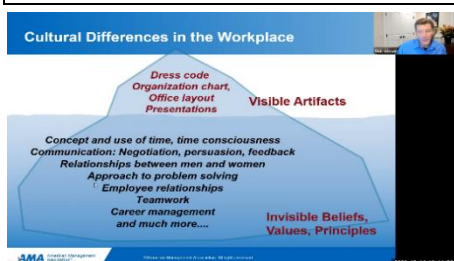 Cultural Differences in the Workplace
Dress code
Organization chart,
Office layout
Presentations
Visible Artifacts
Concept and use of time, time consciousness
Communication: Negotiation, persuasion, feedback
Relationships between men and women
Approach to problem solving
Employee relationships
Teamwork
Career management
and much more....
Invisible Beliefs,
Values, Principles
AMA American Management